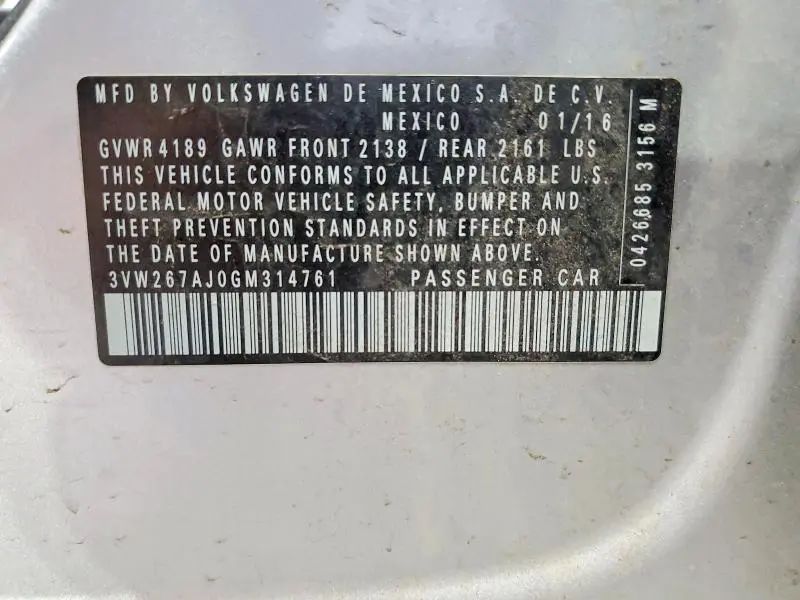 MFD BY VOLKSWAGEN DE MEXICO S.A. DE C.V.
MEXICO 01/16
GVWR 4189 GAWR FRONT 2138 / REAR 2161 LBS
THIS VEHICLE CONFORMS TO ALL APPLICABLE U.S.
FEDERAL MOTOR VEHICLE SAFETY, BUMPER AND
THEFT PREVENTION STANDARDS IN EFFECT ON
THE DATE OF MANUFACTURE SHOWN ABOVE.
3VW267AJ0GM314761 PASSENGER CAR
0426685 3156 M